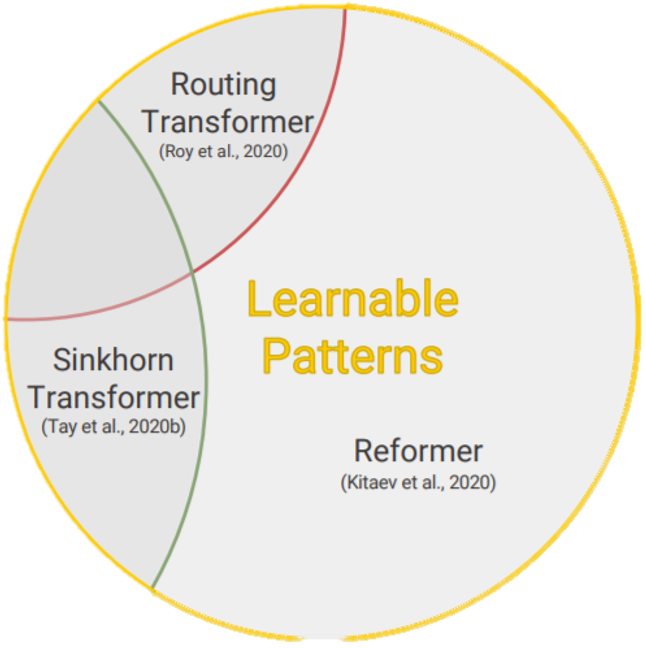 Routing
Transformer
(Roy et al., 2020)
Learnable
Patterns
Sinkhorn
Transformer
(Tay et al., 2020b)
Reformer
(Kitaev et al., 2020)